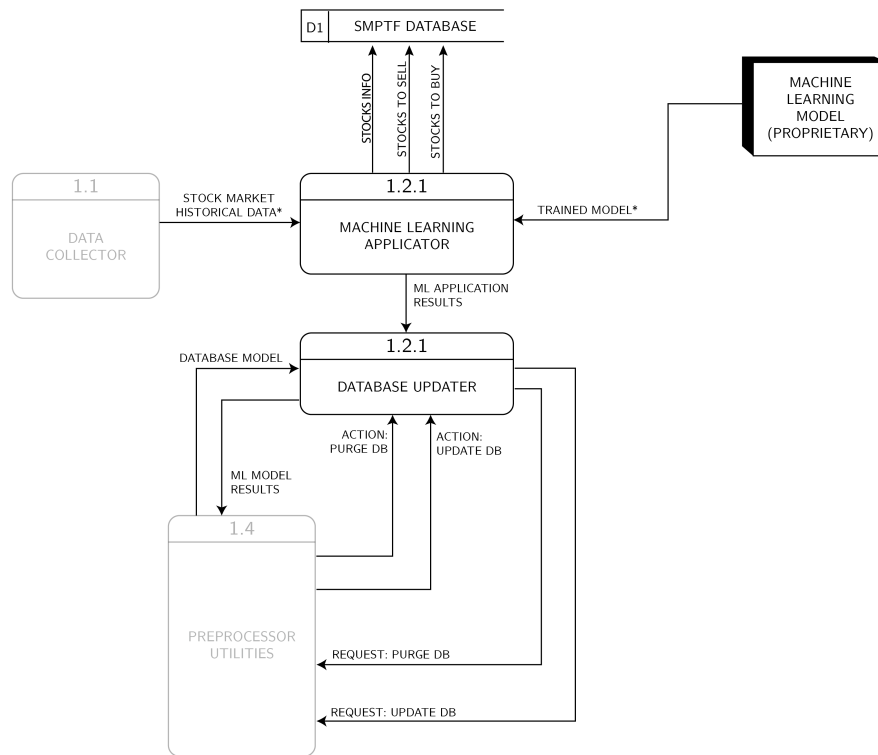 D1 SMPTF DATABASE
STOCKS INFO
STOCKS TO SELL
STOCKS TO BUY
MACHINE
LEARNING
MODEL
(PROPRIETARY)
1.1
DATA
COLLECTOR
STOCK MARKET
HISTORICAL DATA*
1.2.1
MACHINE LEARNING
APPLICATOR
TRAINED MODEL*
ML APPLICATION
RESULTS
1.2.1
DATABASE UPDATER
DATABASE MODEL
ACTION:
PURGE DB
ACTION:
UPDATE DB
ML MODEL
RESULTS
1.4
PREPROCESSOR
UTILITIES
REQUEST: PURGE DB
REQUEST: UPDATE DB